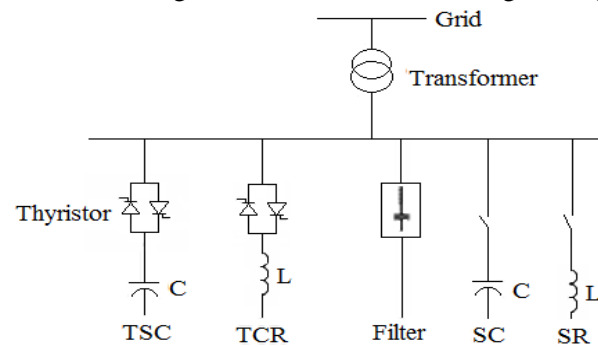 Grid
Transformer
Thyristor
C
L
C
L
TSC
TCR
Filter
SC
SR